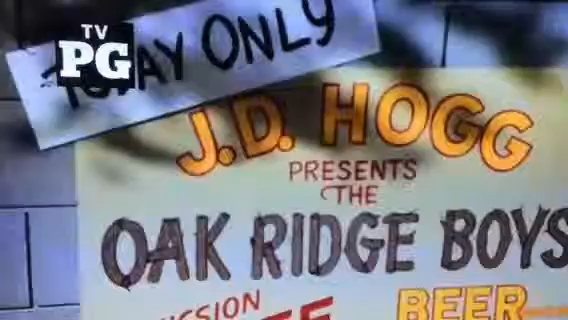 TV
PG
TODAY ONLY
J.D. HOGG
PRESENTS
THE
OAK RIDGE BOYS
BEER